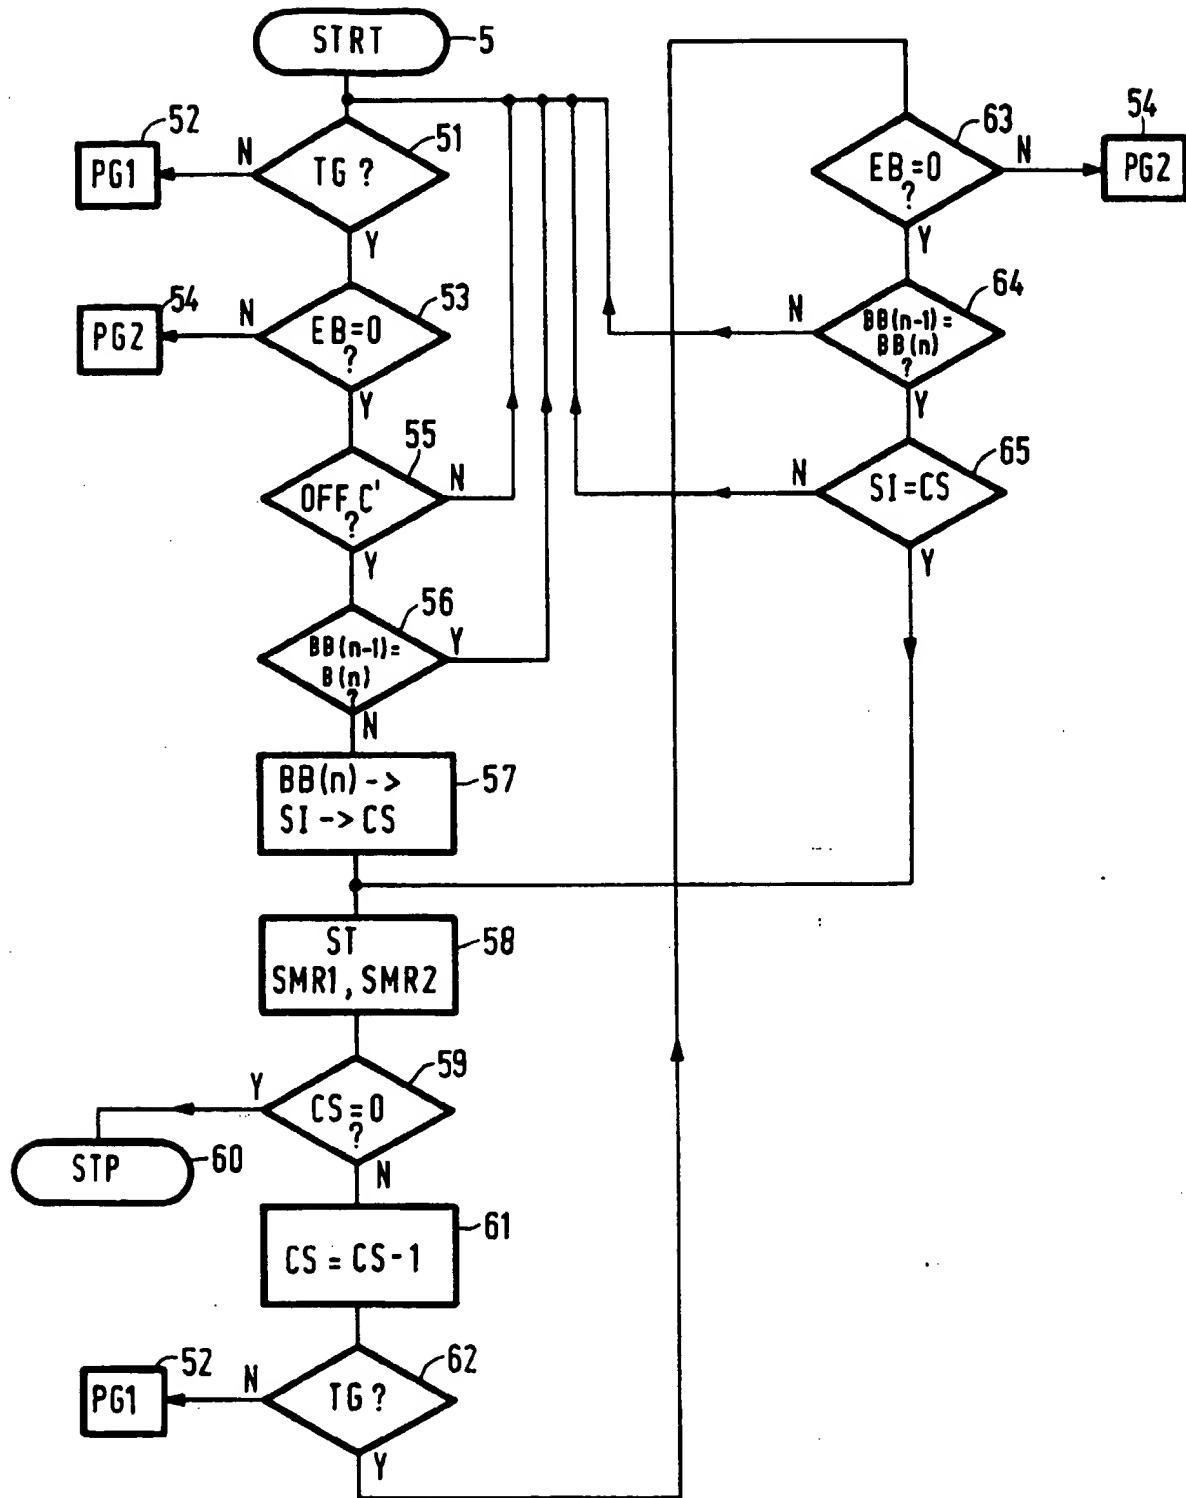 STRT
5
52
PG1
N
51
TG ?
Y
54
PG2
N
53
EB=0
?
Y
55
OFF, C'
?
N
Y
56
BB(n-1)=
B(n)
?
Y
N
57
BB(n) ->
SI -> CS
58
ST
SMR1, SMR2
59
Y
CS=0
?
N
STP
60
61
CS = CS-1
52
PG1
N
62
TG ?
Y
63
EB=0
?
N
54
PG2
Y
64
N
BB(n-1)=
BB(n)
?
Y
65
N
SI=CS
Y